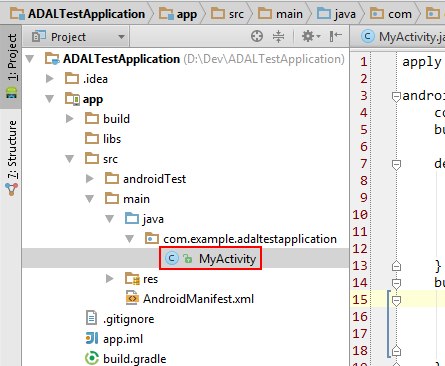 ADALTestApplication app src main java com
1: Project
Project
MyActivity.ja
ADALTestApplication (D:\Dev\ADALTestApplication)
.idea
app
build
libs
src
androidTest
main
java
com.example.adaltestapplication
MyActivity
res
AndroidManifest.xml
.gitignore
app.iml
build.gradle
7: Structure
1 apply
2
3 android
4 co
5 bu
6
7 de
8
9
10
11
12
13 }
14 bu
15
16
17
18
19 }